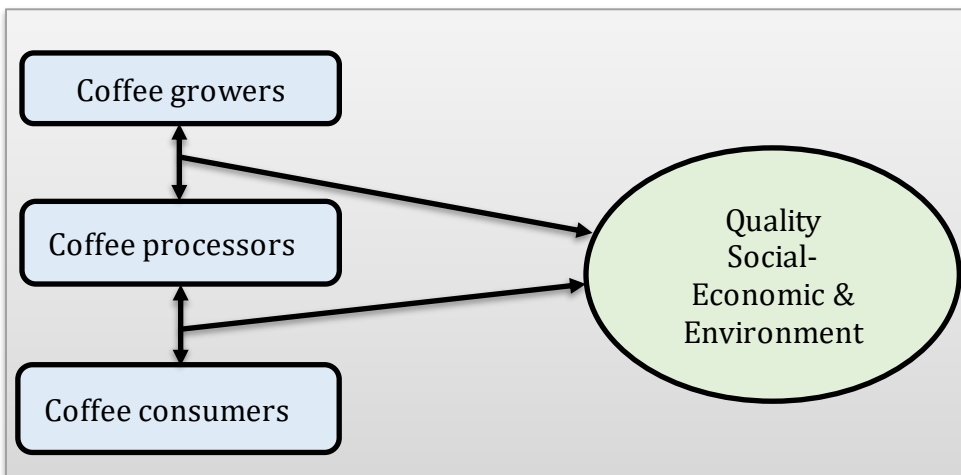 Coffee growers
Coffee processors
Coffee consumers
Quality
Social-
Economic &
Environment